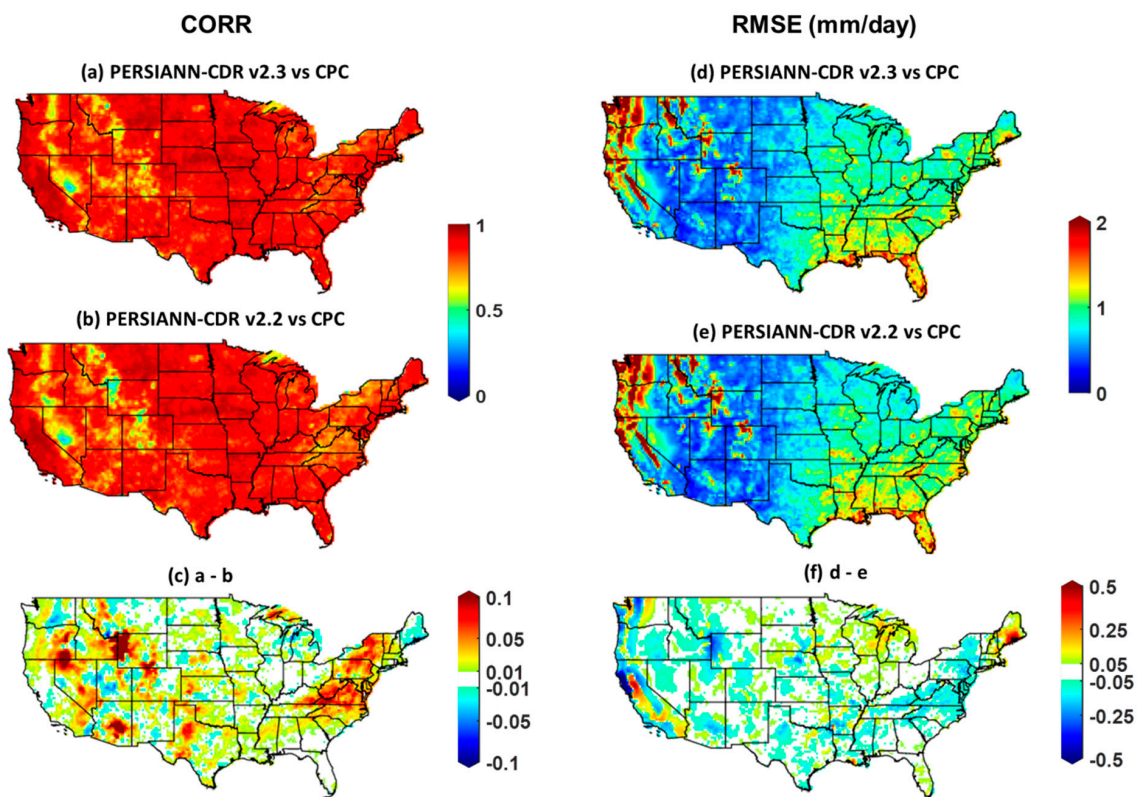 CORR
(a) PERSIANN-CDR v2.3 vs CPC
1
0.5
0
(b) PERSIANN-CDR v2.2 vs CPC
(c) a - b
0.1
0.05
0.01
-0.01
-0.05
-0.1
RMSE (mm/day)
(d) PERSIANN-CDR v2.3 vs CPC
2
1
0
(e) PERSIANN-CDR v2.2 vs CPC
(f) d - e
0.5
0.25
0.05
-0.05
-0.25
-0.5